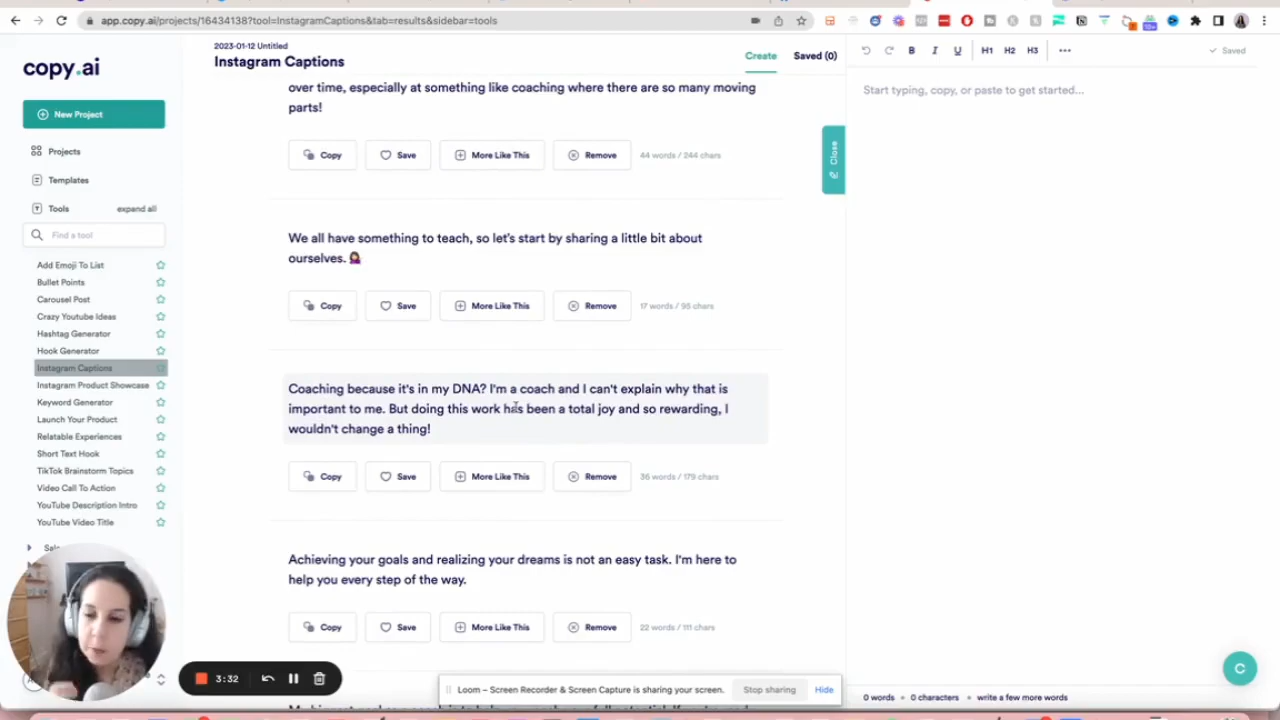 app.copy.ai/projects/16434138?tool=InstagramCaptions&tab=results&sidebar=tools
copy.ai
New Project
Projects
Templates
Tools
expand all
Find a tool
Add Emoji To List
Bullet Points
Carousel Post
Crazy Youtube Ideas
Hashtag Generator
Hook Generator
Instagram Captions
Instagram Product Showcase
Keyword Generator
Launch Your Product
Relatable Experiences
Short Text Hook
TikTok Brainstorm Topics
Video Call To Action
YouTube Description Intro
YouTube Video Title
2023-01-12 Untitled
Instagram Captions
Create
Saved (0)
over time, especially at something like coaching where there are so many moving
parts!
Copy
Save
More Like This
Remove
44 words / 244 chars
We all have something to teach, so let's start by sharing a little bit about
ourselves. 💁🏻‍♀️
Copy
Save
More Like This
Remove
17 words / 95 chars
Coaching because it's in my DNA? I'm a coach and I can't explain why that is
important to me. But doing this work has been a total joy and so rewarding, I
wouldn't change a thing!
Copy
Save
More Like This
Remove
36 words / 179 chars
Achieving your goals and realizing your dreams is not an easy task. I'm here to
help you every step of the way.
Copy
Save
More Like This
Remove
22 words / 111 chars
3:32
Loom – Screen Recorder & Screen Capture is sharing your screen.
Stop sharing
Hide
Close
B
I
U
H1
H2
H3
Saved
Start typing, copy, or paste to get started...
C
0 words
0 characters
write a few more words